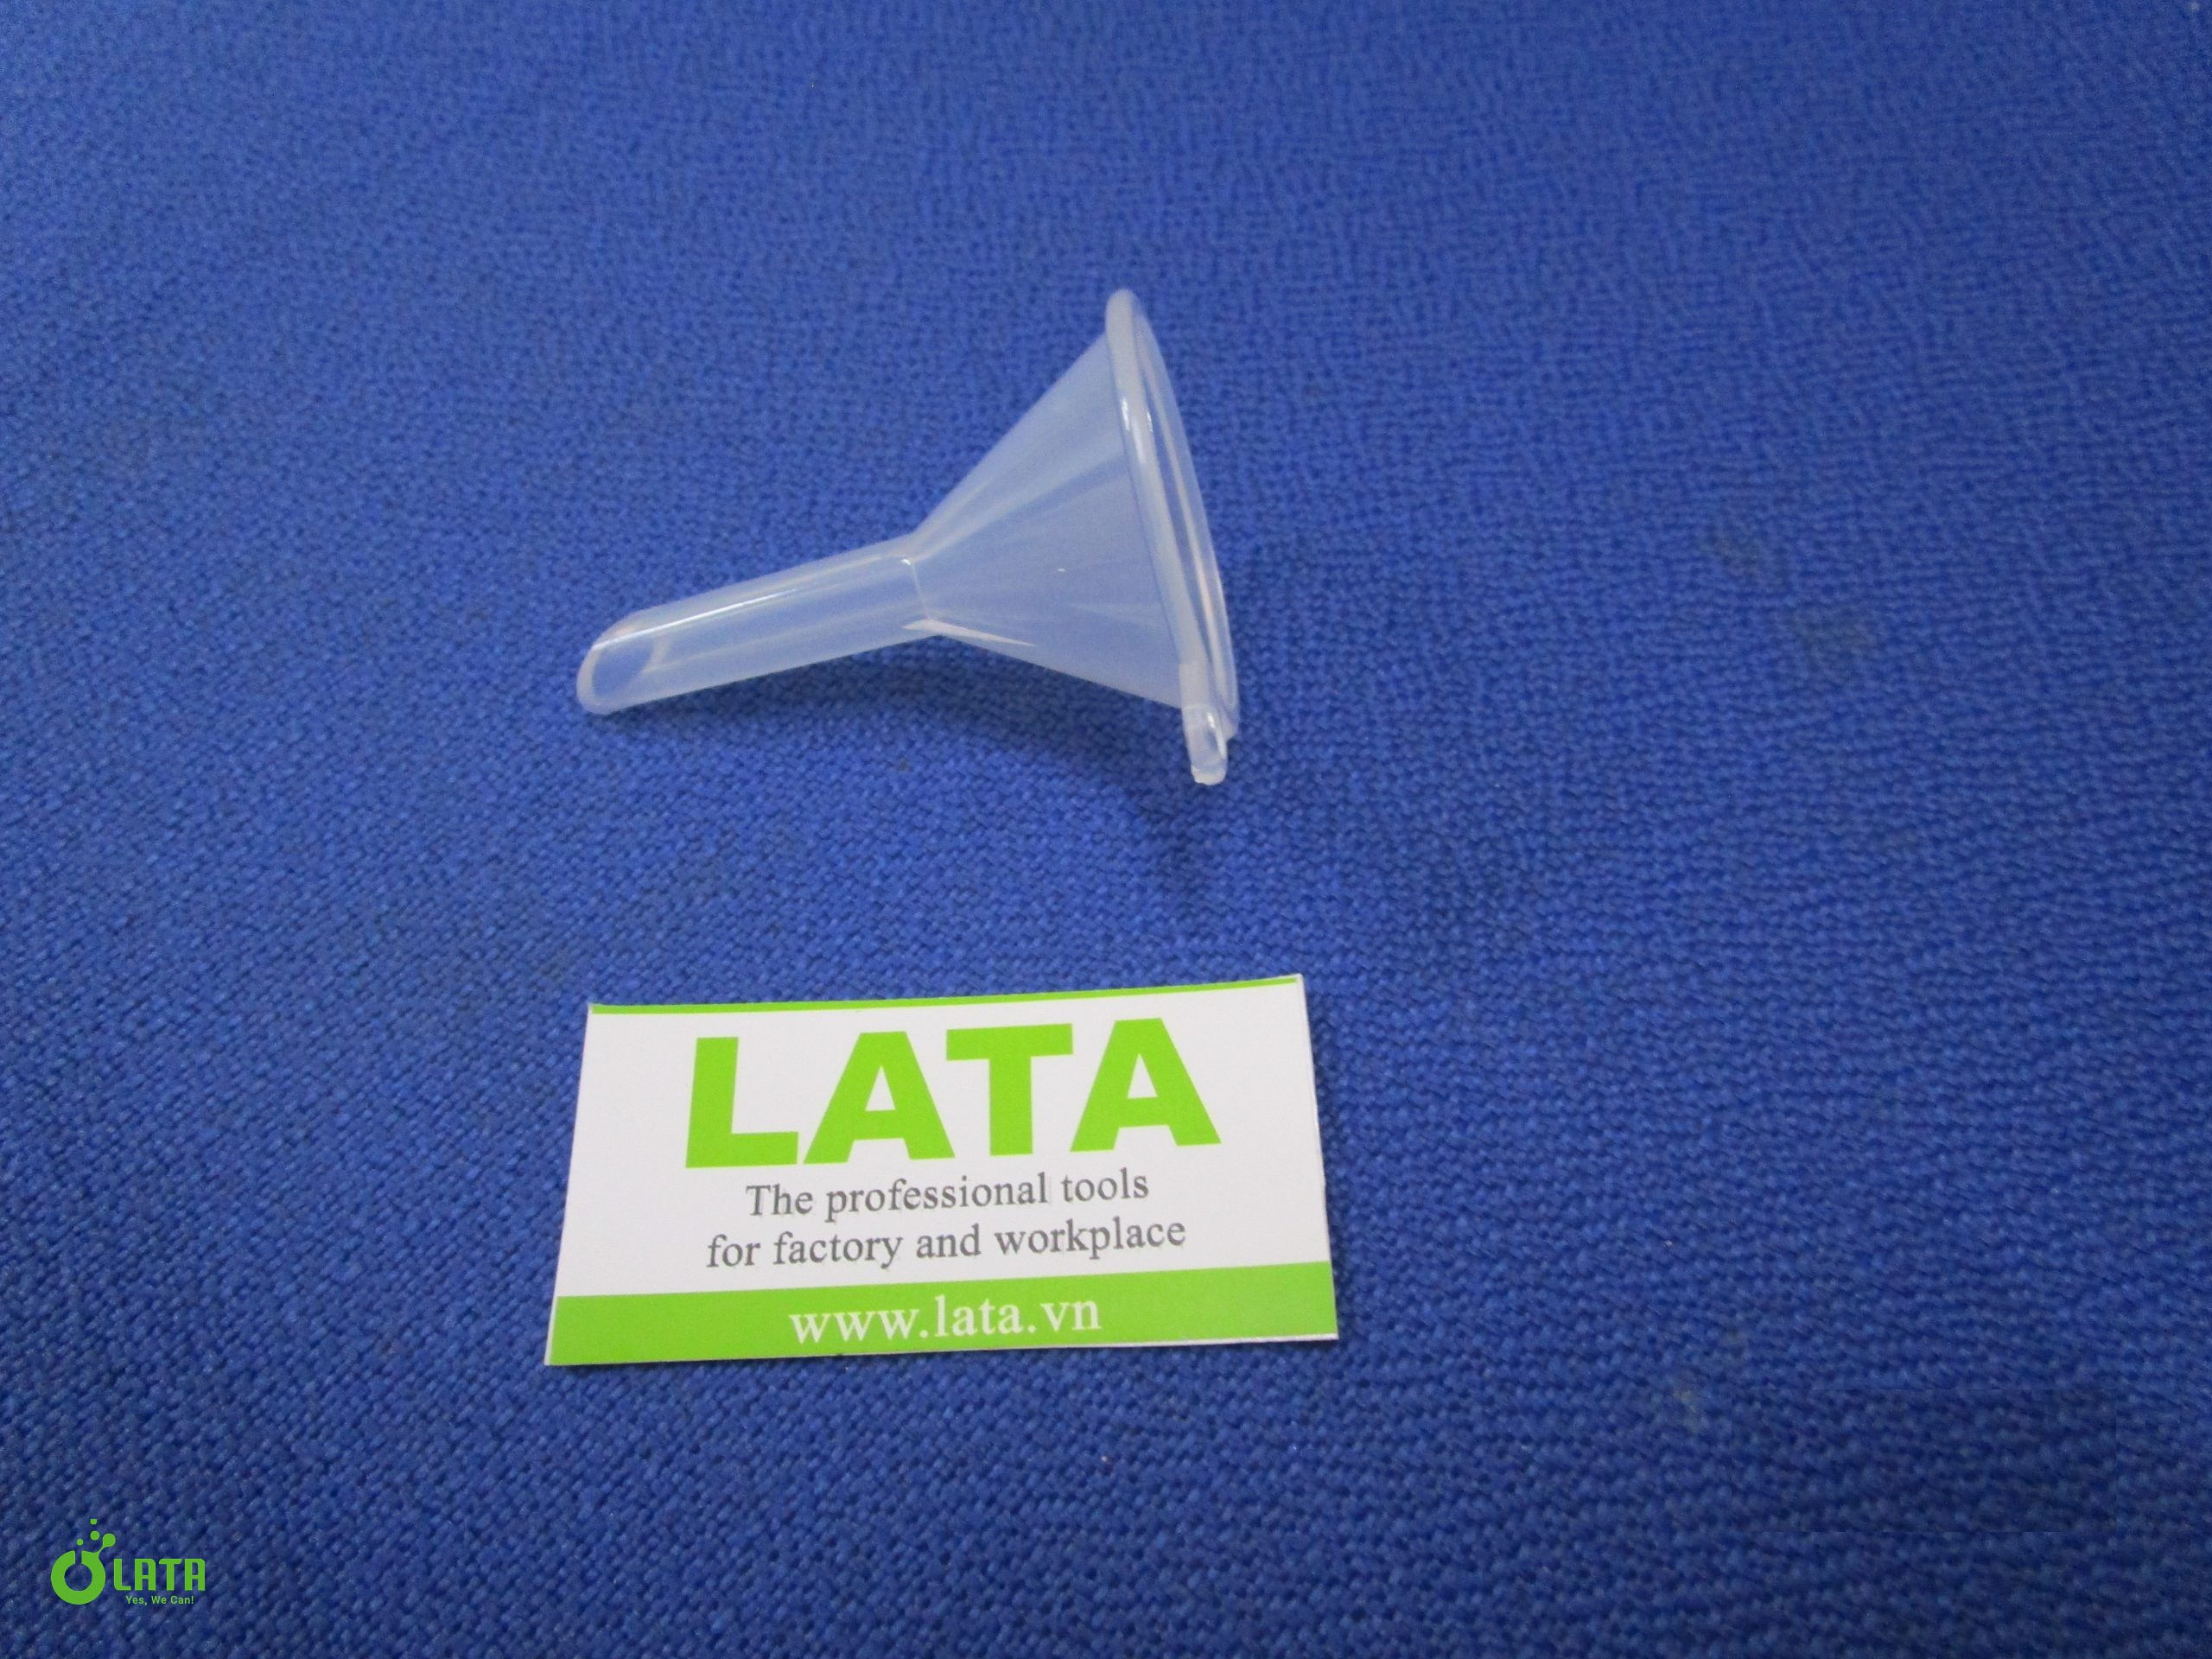 LATA
The professional tools
for factory and workplace
www.lata.vn
LATA
Yes, We Can!